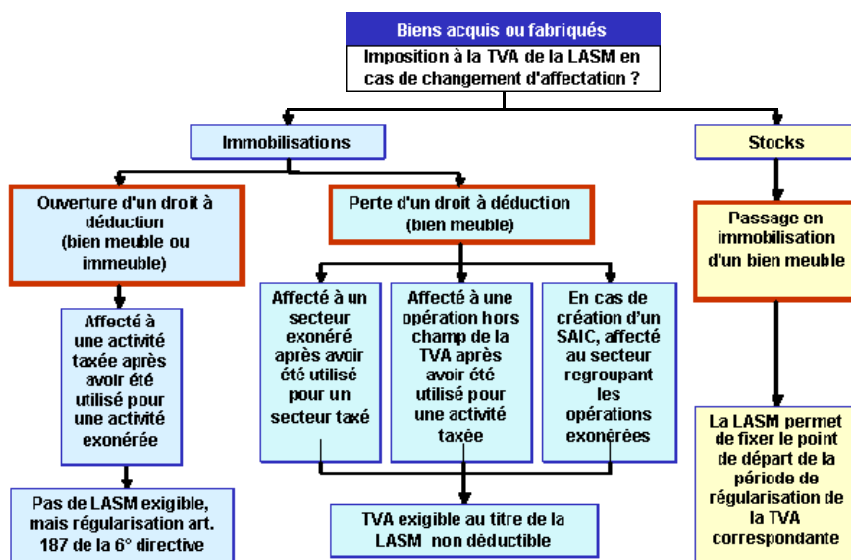 Biens acquis ou fabriqués
Imposition à la TVA de la LASM en
cas de changement d'affectation ?
Immobilisations
Stocks
Ouverture d'un droit à
déduction
(bien meuble ou
immeuble)
Perte d'un droit à déduction
(bien meuble)
Passage en
immobilisation
d'un bien meuble
Affecté à
une activité
taxée après
avoir été
utilisé pour
une activité
exonérée
Affecté à un
secteur
exonéré
après avoir
été utilisé
pour un
secteur taxé
Affecté à une
opération hors
champ de la
TVA après
avoir été
utilisé pour
une activité
taxée
En cas de
création d'un
SAIC, affecté
au secteur
regroupant
les
opérations
exonérées
La LASM permet
de fixer le point
de départ de la
période de
régularisation de
la TVA
correspondante
Pas de LASM exigible,
mais régularisation art.
187 de la 6° directive
TVA exigible au titre de la
LASM non déductible